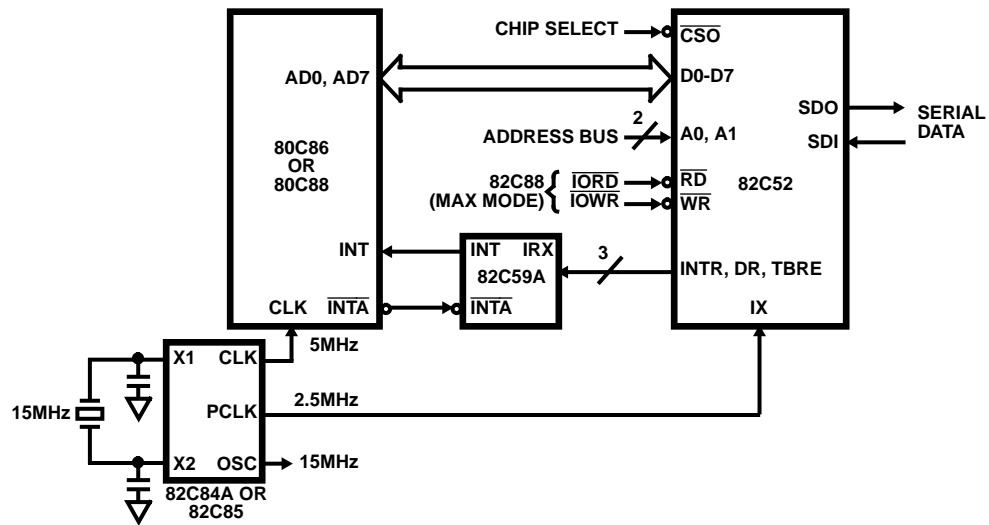 CHIP SELECT
CSO
AD0, AD7
D0-D7
SDO
SERIAL
DATA
2
ADDRESS BUS
A0, A1
SDI
80C86
OR
80C88
82C88
(MAX MODE)
IORD
IOWR
RD
WR
82C52
INT
INT
IRX
82C59A
3
INTR, DR, TBRE
CLK
INTA
INTA
IX
5MHz
X1
CLK
15MHz
PCLK
2.5MHz
X2
OSC
15MHz
82C84A OR
82C85